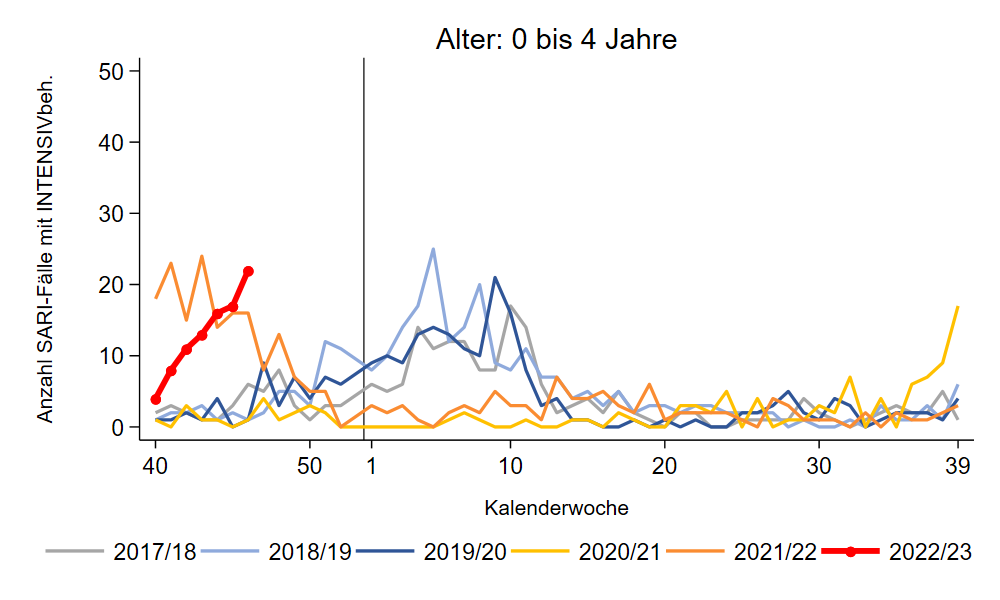 Alter: 0 bis 4 Jahre
Anzahl SARI-Fälle mit INTENSIVbeh.
50
40
30
20
10
0
40 50 1 10 20 30 39
Kalenderwoche
2017/18 2018/19 2019/20 2020/21 2021/22 2022/23